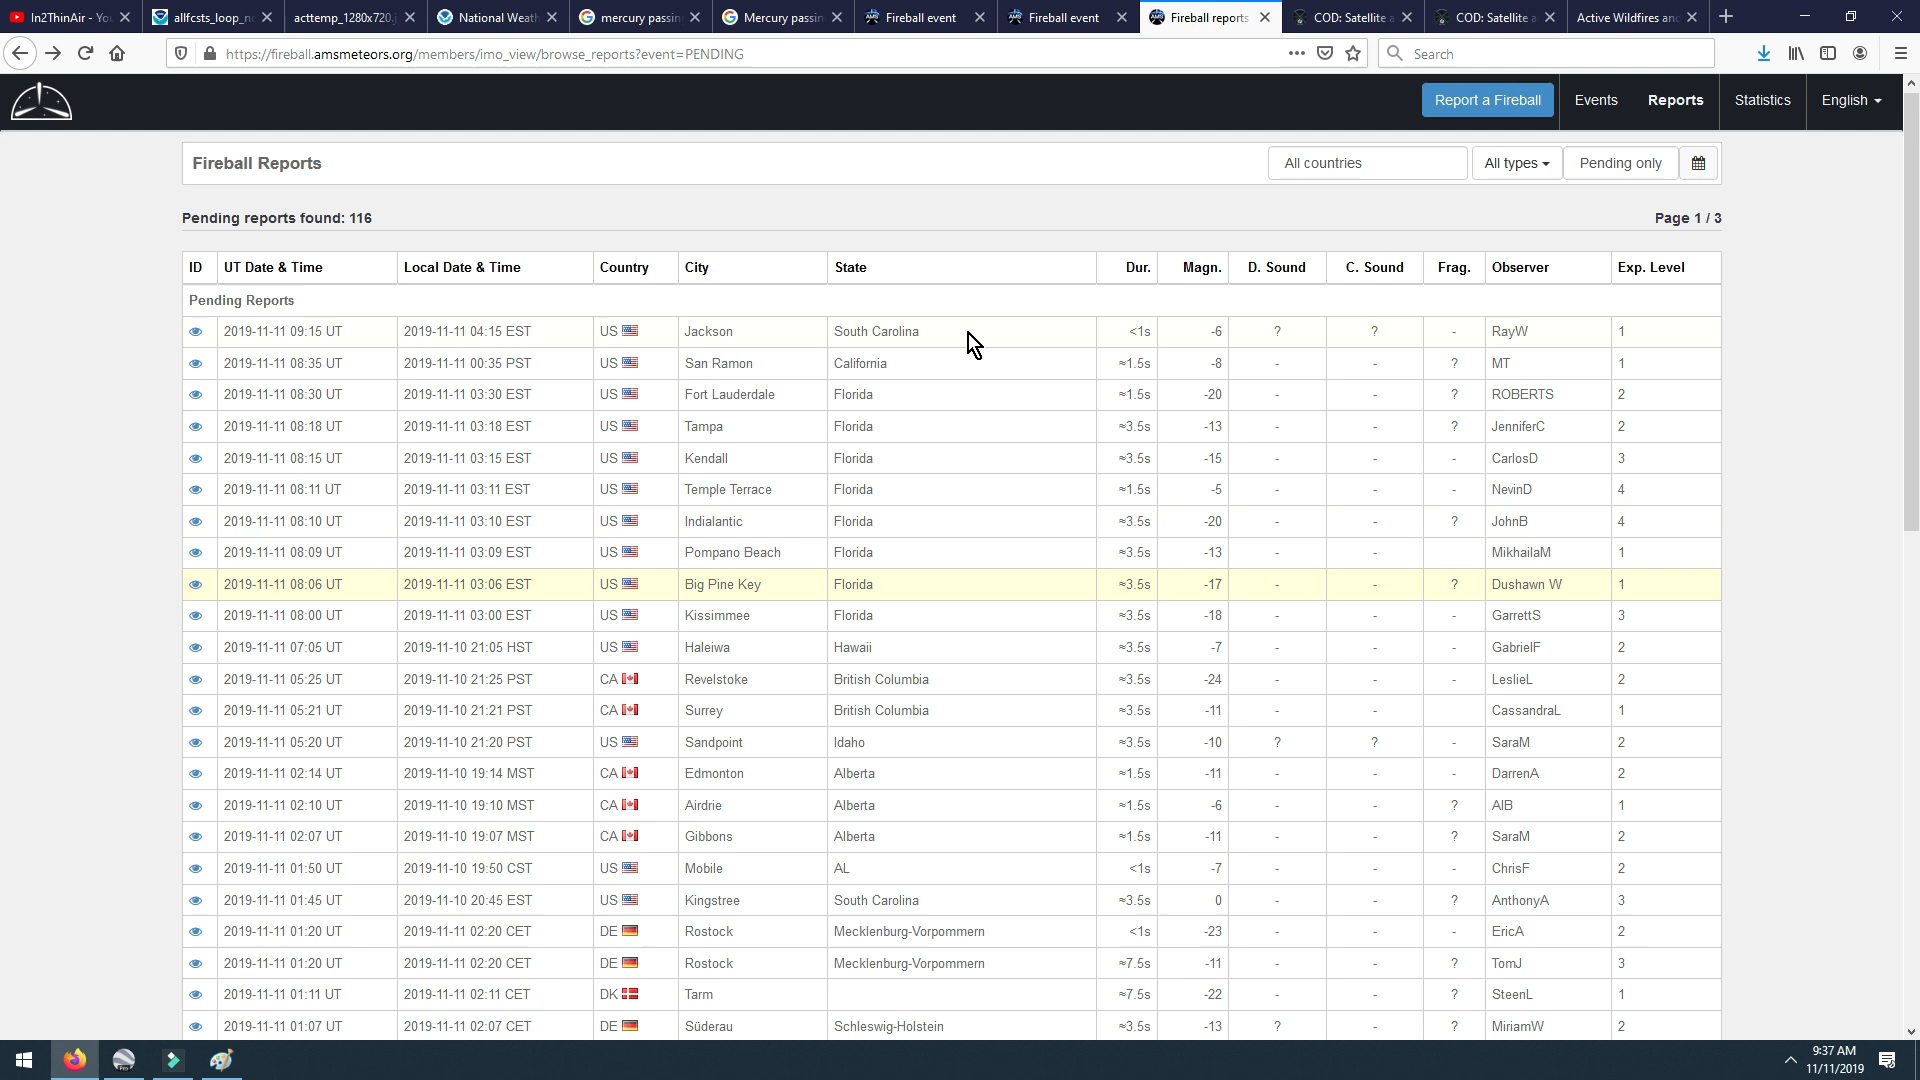 In2ThinAir - Yo
allfcsts_loop_n
acttemp_1280x720.j
National Weath
mercury passin
Mercury passin
Fireball event
Fireball event
Fireball reports
COD: Satellite a
COD: Satellite a
Active Wildfires an
https://fireball.amsmeteors.org/members/imo_view/browse_reports?event=PENDING
Search
Report a Fireball
Events
Reports
Statistics
English
Fireball Reports
All countries
All types
Pending only
Pending reports found: 116
Page 1 / 3
ID UT Date & Time Local Date & Time Country City State Dur. Magn. D. Sound C. Sound Frag. Observer Exp. Level
Pending Reports
2019-11-11 09:15 UT 2019-11-11 04:15 EST US Jackson South Carolina <1s -6 ? ? - RayW 1
2019-11-11 08:35 UT 2019-11-11 00:35 PST US San Ramon California ≈1.5s -8 - - ? MT 1
2019-11-11 08:30 UT 2019-11-11 03:30 EST US Fort Lauderdale Florida ≈1.5s -20 - - ? ROBERTS 2
2019-11-11 08:18 UT 2019-11-11 03:18 EST US Tampa Florida ≈3.5s -13 - - ? JenniferC 2
2019-11-11 08:15 UT 2019-11-11 03:15 EST US Kendall Florida ≈3.5s -15 - - - CarlosD 3
2019-11-11 08:11 UT 2019-11-11 03:11 EST US Temple Terrace Florida ≈1.5s -5 - - - NevinD 4
2019-11-11 08:10 UT 2019-11-11 03:10 EST US Indialantic Florida ≈3.5s -20 - - ? JohnB 4
2019-11-11 08:09 UT 2019-11-11 03:09 EST US Pompano Beach Florida ≈3.5s -13 - - MikhailaM 1
2019-11-11 08:06 UT 2019-11-11 03:06 EST US Big Pine Key Florida ≈3.5s -17 - - ? Dushawn W 1
2019-11-11 08:00 UT 2019-11-11 03:00 EST US Kissimmee Florida ≈3.5s -18 - - - GarrettS 3
2019-11-11 07:05 UT 2019-11-10 21:05 HST US Haleiwa Hawaii ≈3.5s -7 - - - GabrielF 2
2019-11-11 05:25 UT 2019-11-10 21:25 PST CA Revelstoke British Columbia ≈3.5s -24 - - - LeslieL 2
2019-11-11 05:21 UT 2019-11-10 21:21 PST CA Surrey British Columbia ≈3.5s -11 - - - CassandraL 1
2019-11-11 05:20 UT 2019-11-10 21:20 PST US Sandpoint Idaho ≈3.5s -10 ? ? - SaraM 2
2019-11-11 02:14 UT 2019-11-10 19:14 MST CA Edmonton Alberta ≈1.5s -11 - - - DarrenA 2
2019-11-11 02:10 UT 2019-11-10 19:10 MST CA Airdrie Alberta ≈1.5s -6 - - ? AlB 1
2019-11-11 02:07 UT 2019-11-10 19:07 MST CA Gibbons Alberta ≈1.5s -11 - - ? SaraM 2
2019-11-11 01:50 UT 2019-11-10 19:50 CST US Mobile AL <1s -7 - - - ChrisF 2
2019-11-11 01:45 UT 2019-11-10 20:45 EST US Kingstree South Carolina ≈3.5s 0 - - ? AnthonyA 3
2019-11-11 01:20 UT 2019-11-11 02:20 CET DE Rostock Mecklenburg-Vorpommern <1s -23 - - - EricA 2
2019-11-11 01:20 UT 2019-11-11 02:20 CET DE Rostock Mecklenburg-Vorpommern ≈7.5s -11 - - ? TomJ 3
2019-11-11 01:11 UT 2019-11-11 02:11 CET DK Tarm ≈7.5s -22 - - ? SteenL 1
2019-11-11 01:07 UT 2019-11-11 02:07 CET DE Süderau Schleswig-Holstein ≈3.5s -13 ? - ? MiriamW 2
9:37 AM
11/11/2019